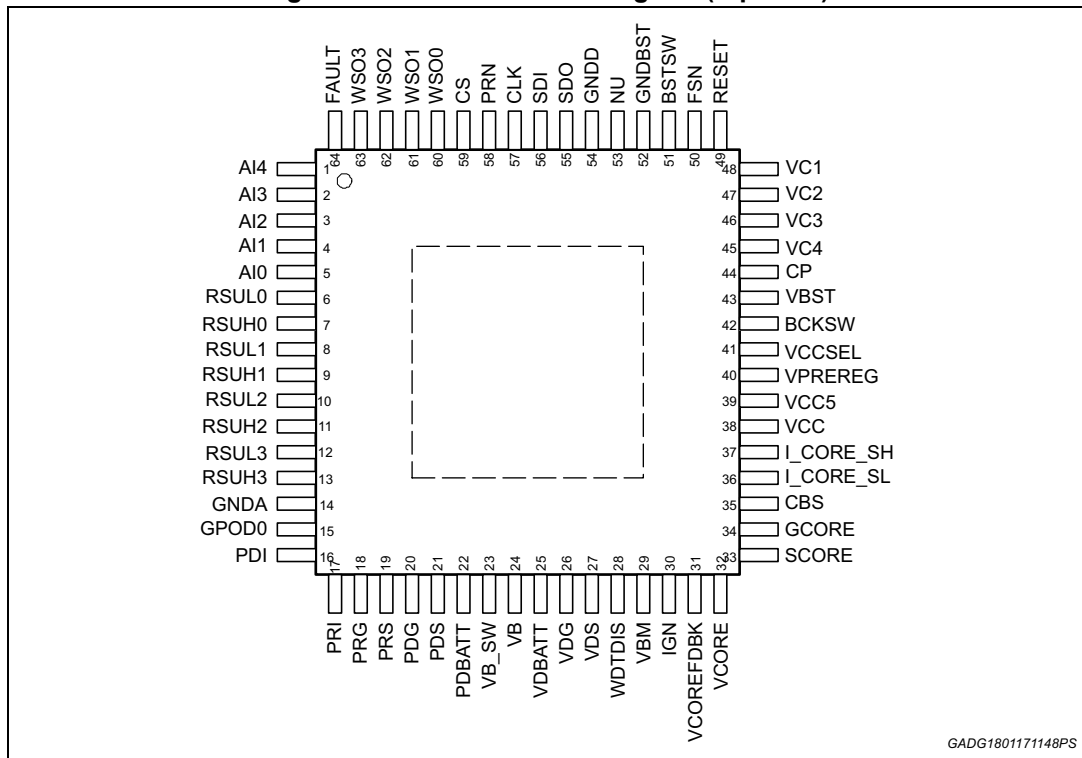 FAULT
WSO3
WSO2
WSO1
WSO0
CS
PRN
CLK
SDI
SDO
GNDD
NU
GNDBST
BSTSW
FSN
RESET
64 63 62 61 60 59 58 57 56 55 54 53 52 51 50 49
AI4 1 48 VC1
AI3 2 47 VC2
AI2 3 46 VC3
AI1 4 45 VC4
AI0 5 44 CP
RSUL0 6 43 VBST
RSUH0 7 42 BCKSW
RSUL1 8 41 VCCSEL
RSUH1 9 40 VPREREG
RSUL2 10 39 VCC5
RSUH2 11 38 VCC
RSUL3 12 37 I_CORE_SH
RSUH3 13 36 I_CORE_SL
GNDA 14 35 CBS
GPOD0 15 34 GCORE
PDI 16 33 SCORE
17 18 19 20 21 22 23 24 25 26 27 28 29 30 31 32
PRI
PRG
PRS
PDG
PDS
PDBATT
VB_SW
VB
VDBATT
VDG
VDS
WDTDIS
VBM
IGN
VCOREFDBK
VCORE
GADG1801171148PS